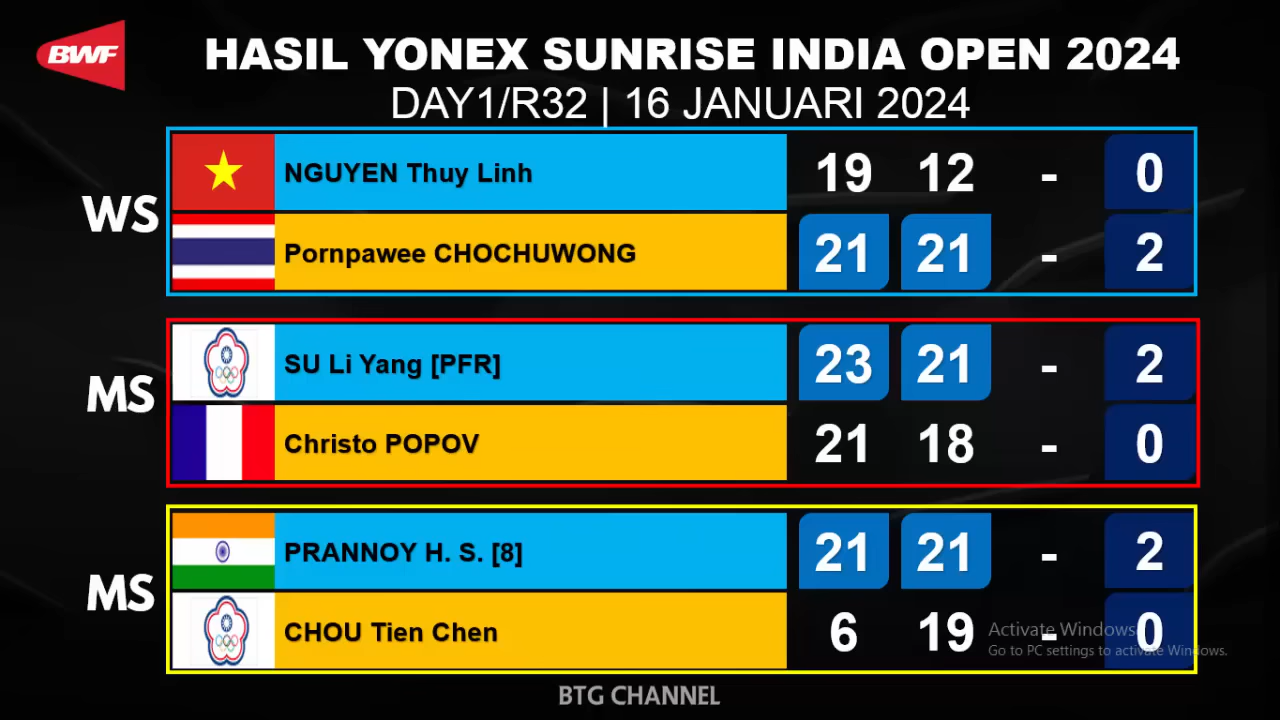 BWF
HASIL YONEX SUNRISE INDIA OPEN 2024
DAY1/R32 | 16 JANUARI 2024
WS
NGUYEN Thuy Linh 19 12 - 0
Pornpawee CHOCHUWONG 21 21 - 2
MS
SU Li Yang [PFR] 23 21 - 2
Christo POPOV 21 18 - 0
MS
PRANNOY H. S. [8] 21 21 - 2
CHOU Tien Chen 6 19 - 0
Activate Windows
Go to PC settings to activate Windows.
BTG CHANNEL